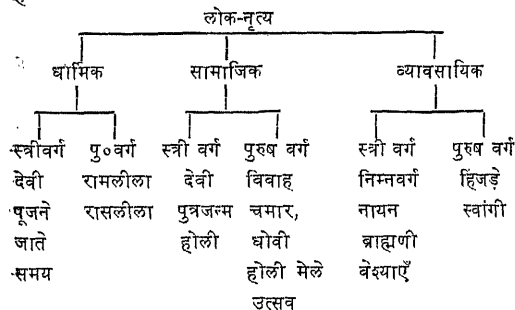 लोक-नृत्य
धार्मिक सामाजिक व्यावसायिक
स्त्रीवर्ग पु०वर्ग स्त्री वर्ग पुरुष वर्ग स्त्री वर्ग पुरुष वर्ग
देवी रामलीला देवी विवाह निम्नवर्ग हिंजड़े
पूजने रासलीला पुत्रजन्म चमार, नायन स्वांगी
जाते होली धोवी ब्राह्मणी
समय होली मेले वेश्याएँ
उत्सव